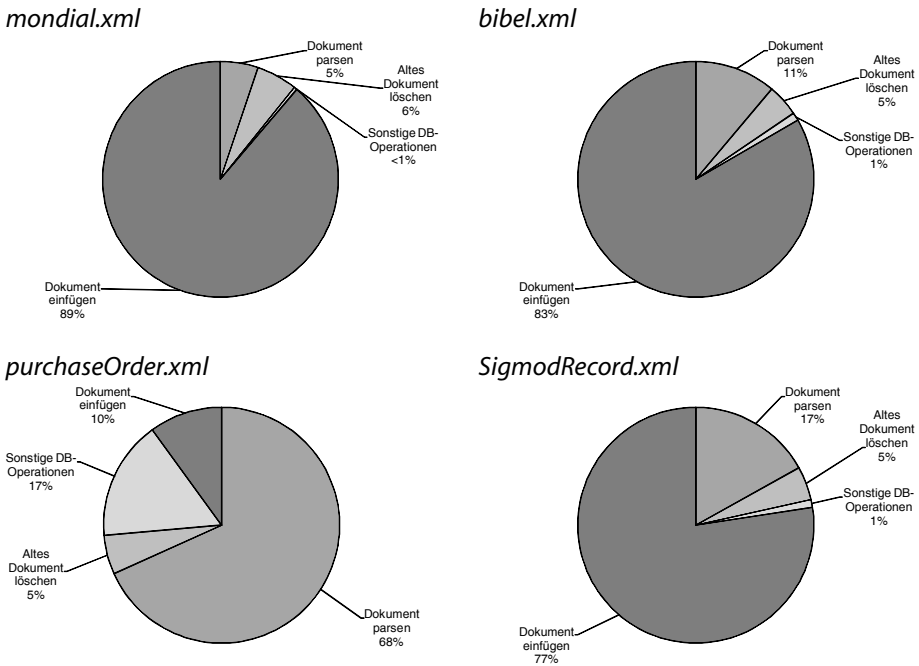 mondial.xml
Dokument
parsen
5%
Altes
Dokument
löschen
6%
Sonstige DB-
Operationen
<1%
Dokument
einfügen
89%
bibel.xml
Dokument
parsen
11%
Altes
Dokument
löschen
5%
Sonstige DB-
Operationen
1%
Dokument
einfügen
83%
purchaseOrder.xml
Dokument
einfügen
10%
Sonstige DB-
Operationen
17%
Altes
Dokument
löschen
5%
Dokument
parsen
68%
SigmodRecord.xml
Dokument
parsen
17%
Altes
Dokument
löschen
5%
Sonstige DB-
Operationen
1%
Dokument
einfügen
77%